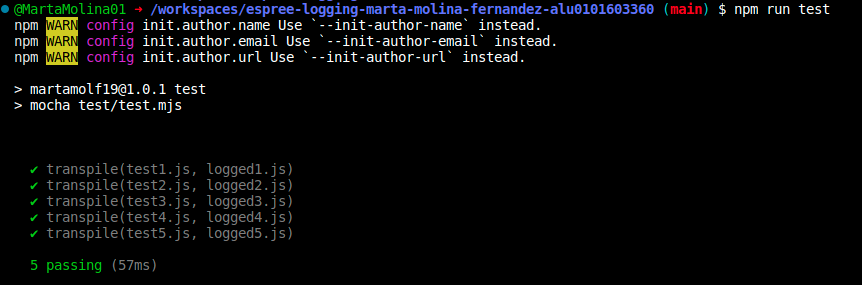 @MartaMolina01 → /workspaces/espree-logging-marta-molina-fernandez-alu0101603360 (main) $ npm run test
npm WARN config init.author.name Use `--init-author-name` instead.
npm WARN config init.author.email Use `--init-author-email` instead.
npm WARN config init.author.url Use `--init-author-url` instead.
> martamolf19@1.0.1 test
> mocha test/test.mjs
✔ transpile(test1.js, logged1.js)
✔ transpile(test2.js, logged2.js)
✔ transpile(test3.js, logged3.js)
✔ transpile(test4.js, logged4.js)
✔ transpile(test5.js, logged5.js)
5 passing (57ms)